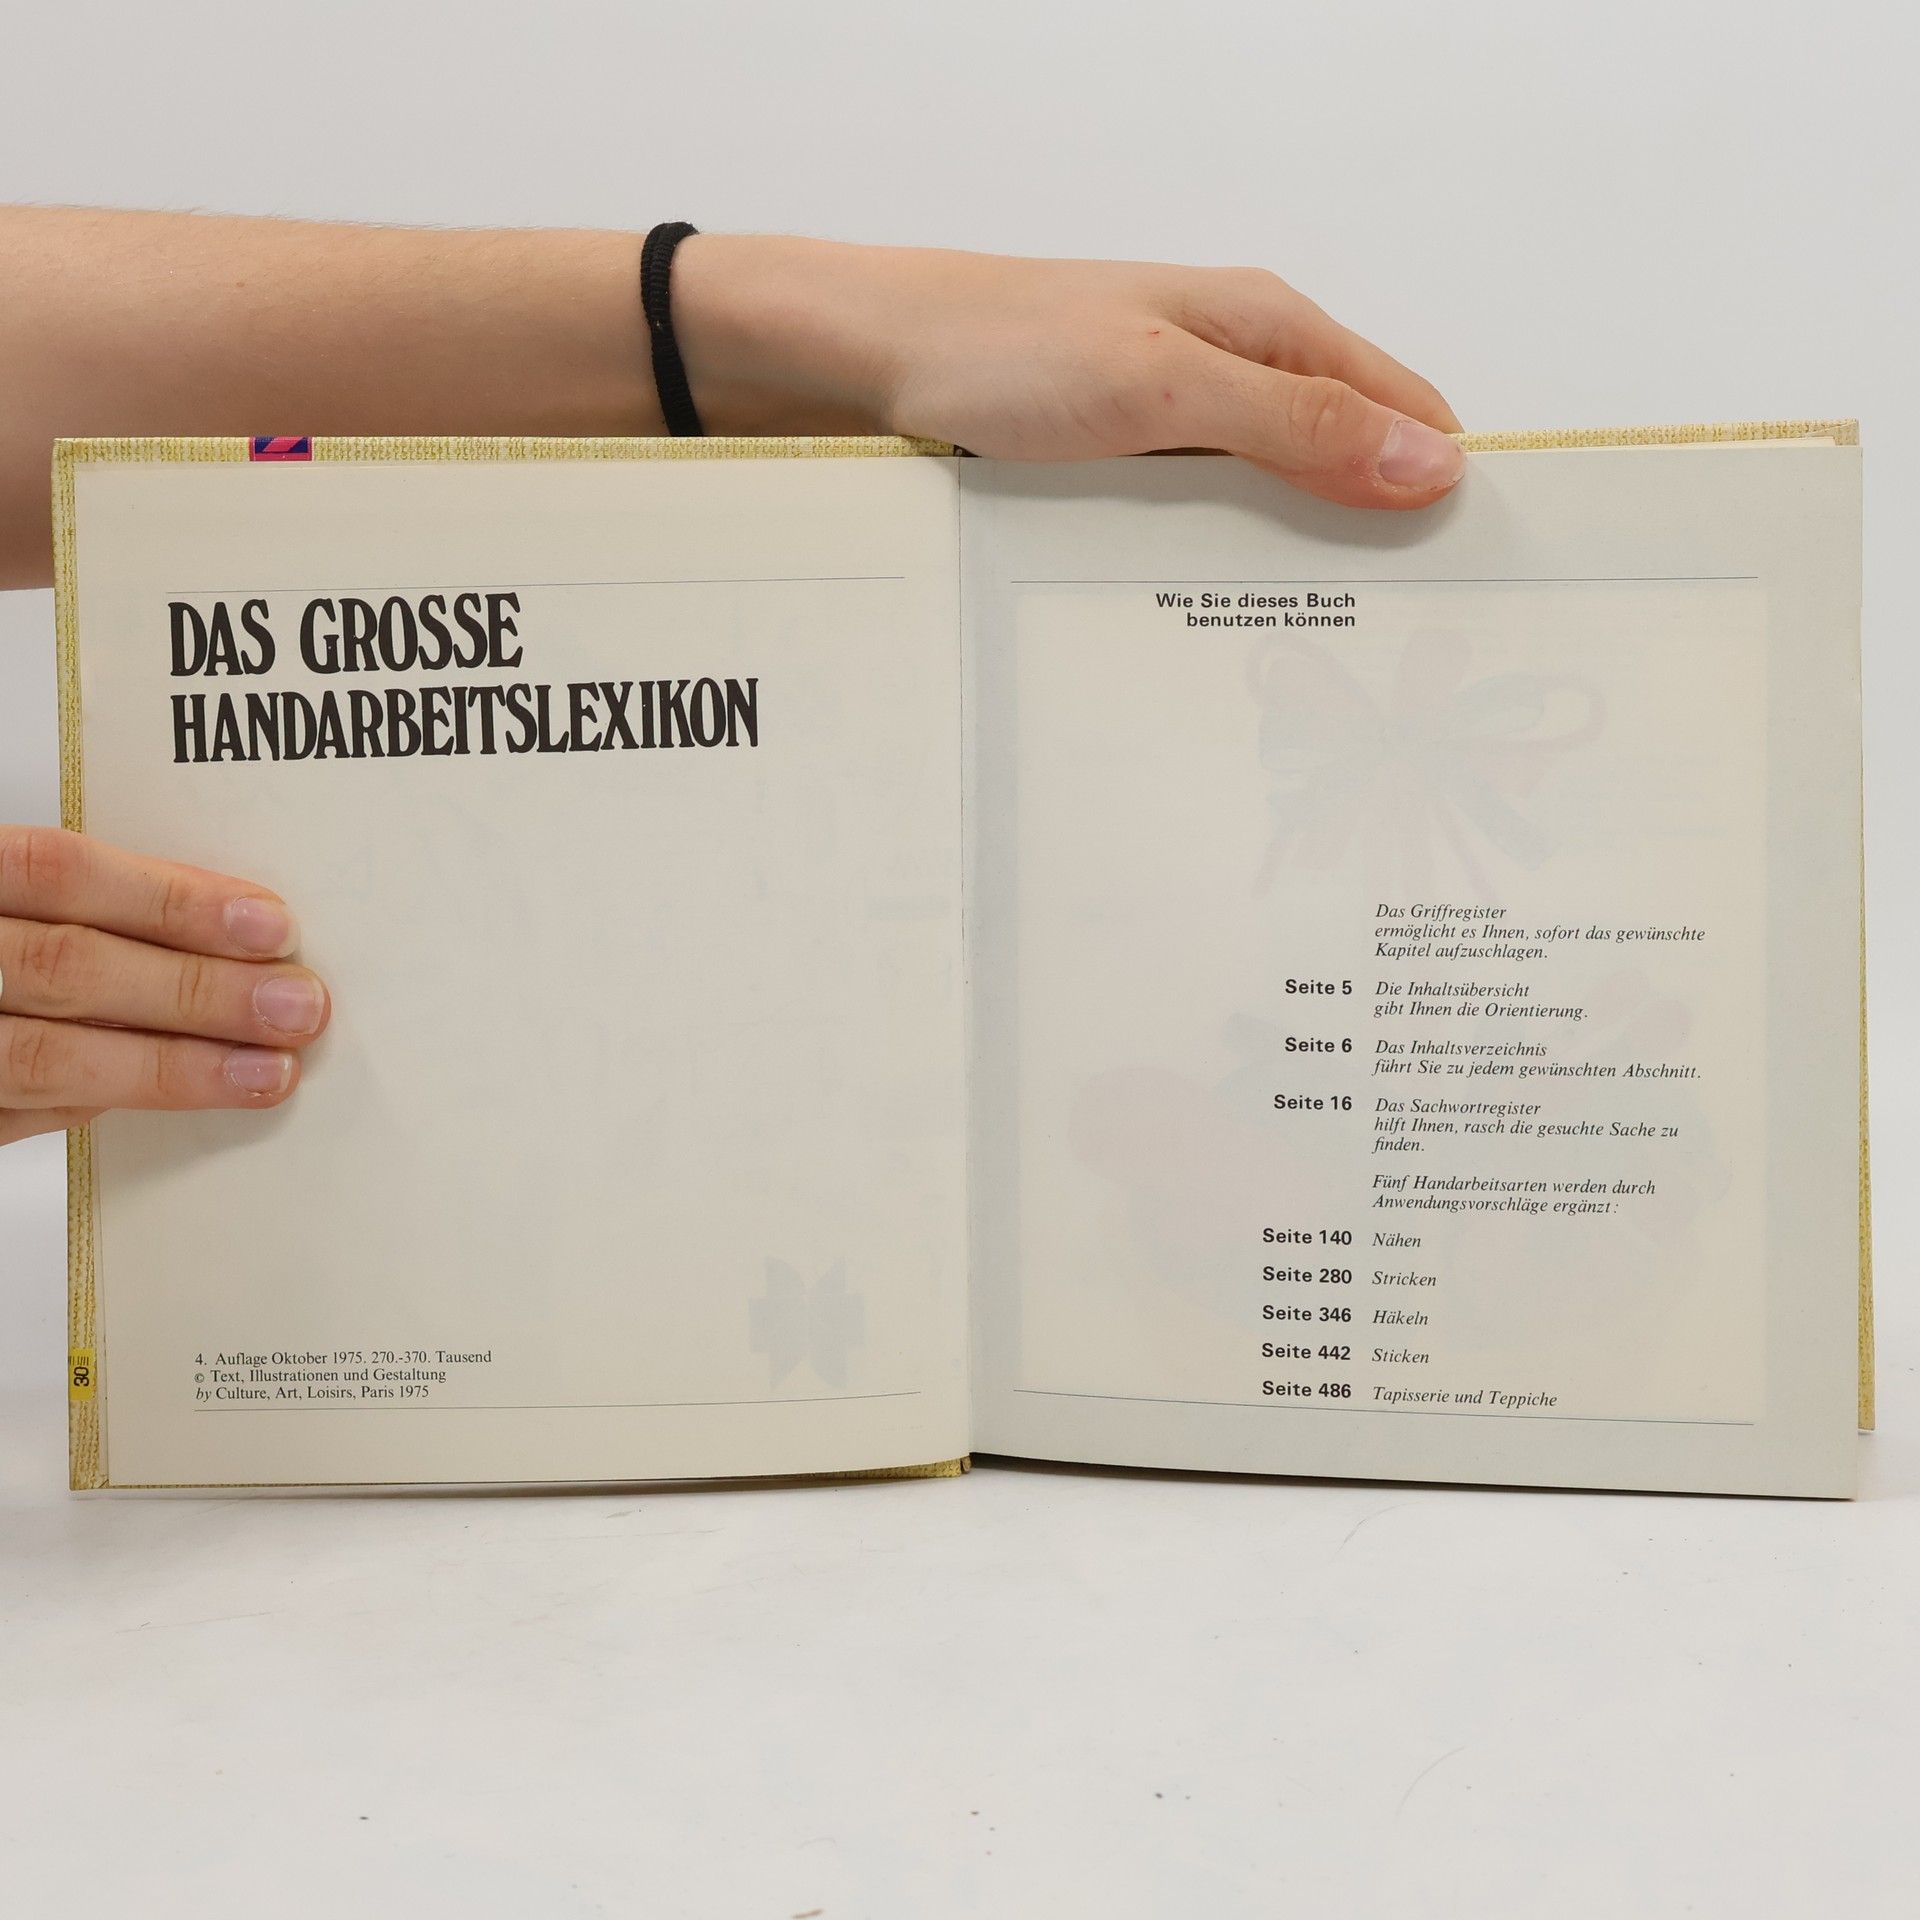 DAS GROSSE
HANDARBEITSLEXIKON
4. Auflage Oktober 1975. 270.-370. Tausend
© Text, Illustrationen und Gestaltung
by Culture, Art, Loisirs, Paris 1975
30
Wie Sie dieses Buch
benutzen können
Das Griffregister
ermöglicht es Ihnen, sofort das gewünschte
Kapitel aufzuschlagen.
Seite 5 Die Inhaltsübersicht
gibt Ihnen die Orientierung.
Seite 6 Das Inhaltsverzeichnis
führt Sie zu jedem gewünschten Abschnitt.
Seite 16 Das Sachwortregister
hilft Ihnen, rasch die gesuchte Sache zu
finden.
Fünf Handarbeitsarten werden durch
Anwendungsvorschläge ergänzt:
Seite 140 Nähen
Seite 280 Stricken
Seite 346 Häkeln
Seite 442 Sticken
Seite 486 Tapisserie und Teppiche